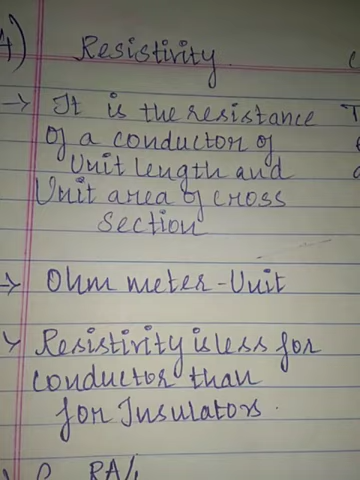 4) Resistivity.
→ It is the resistance
of a conductor of
Unit length and
Unit area of cross
Section
→ Ohm meter - Unit
→ Resistivity is less for
conductor than
for Insulators.
RA/